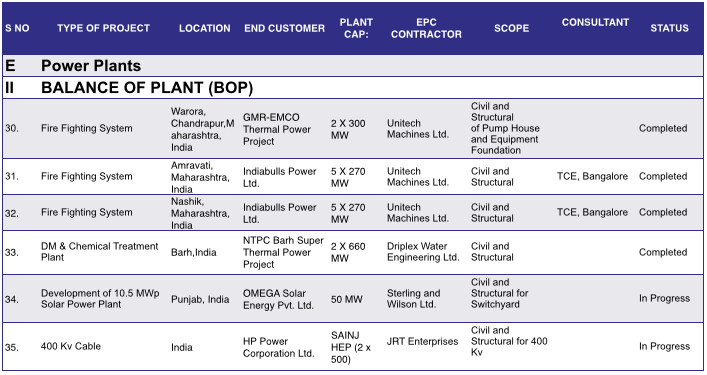 S NO TYPE OF PROJECT LOCATION END CUSTOMER PLANT CAP: EPC CONTRACTOR SCOPE CONSULTANT STATUS
E Power Plants
II BALANCE OF PLANT (BOP)
30. Fire Fighting System Warora, Chandrapur,M aharashtra, India GMR-EMCO Thermal Power Project 2 X 300 MW Unitech Machines Ltd. Civil and Structural of Pump House and Equipment Foundation Completed
31. Fire Fighting System Amravati, Maharashtra, India Indiabulls Power Ltd. 5 X 270 MW Unitech Machines Ltd. Civil and Structural TCE, Bangalore Completed
32. Fire Fighting System Nashik, Maharashtra, India Indiabulls Power Ltd. 5 X 270 MW Unitech Machines Ltd. Civil and Structural TCE, Bangalore Completed
33. DM & Chemical Treatment Plant Barh,India NTPC Barh Super Thermal Power Project 2 X 660 MW Driplex Water Engineering Ltd. Civil and Structural Completed
34. Development of 10.5 MWp Solar Power Plant Punjab, India OMEGA Solar Energy Pvt. Ltd. 50 MW Sterling and Wilson Ltd. Civil and Structural for Switchyard In Progress
35. 400 Kv Cable India HP Power Corporation Ltd. SAINJ HEP (2 x 500) JRT Enterprises Civil and Structural for 400 Kv In Progress